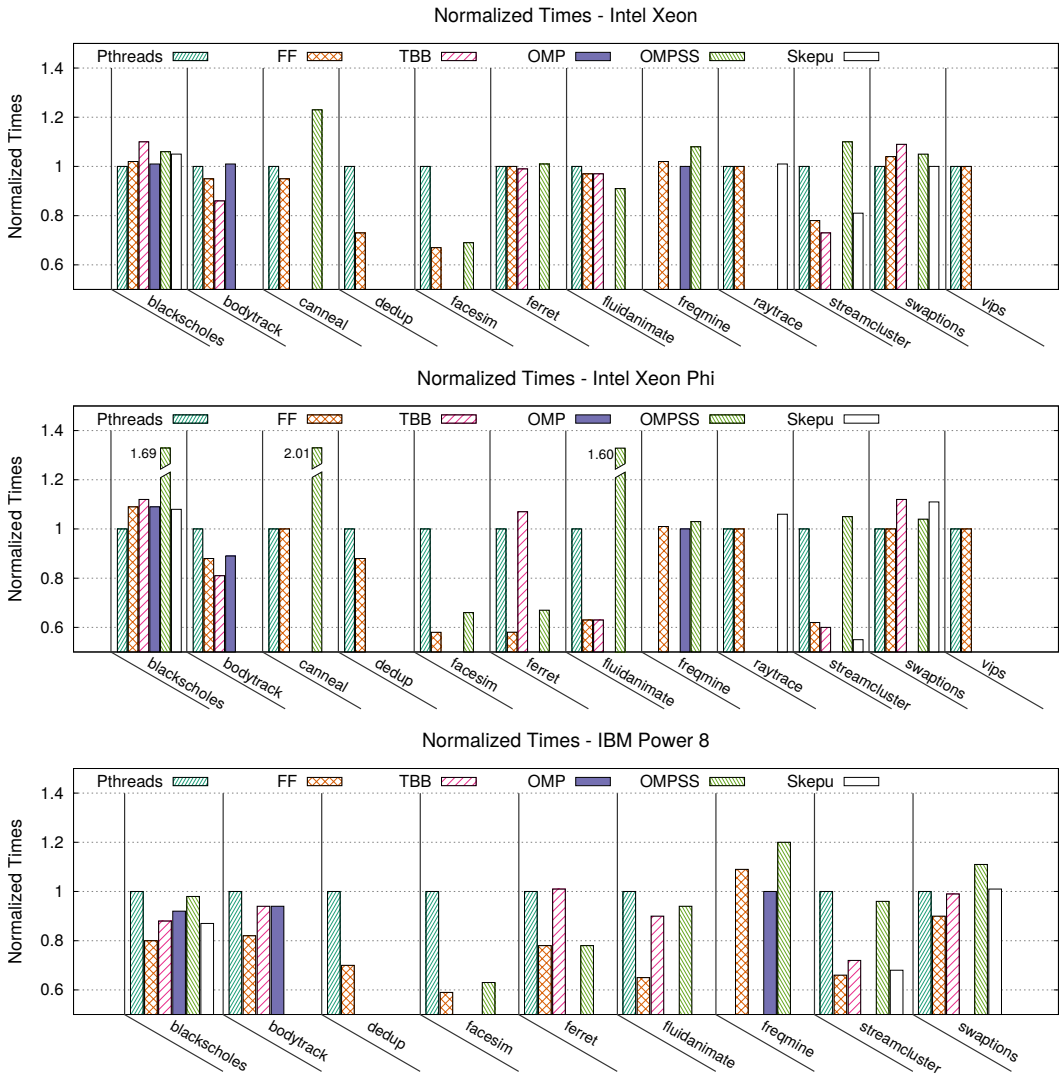 Normalized Times - Intel Xeon
Pthreads FF TBB OMP OMPSS Skepu
Normalized Times
1.4
1.2
1
0.8
0.6
blackscholes bodytrack canneal dedup facesim ferret fluidanimate freqmine raytrace streamcluster swaptions vips
Normalized Times - Intel Xeon Phi
Pthreads FF TBB OMP OMPSS Skepu
Normalized Times
1.4
1.69 2.01 1.60
1.2
1
0.8
0.6
blackscholes bodytrack canneal dedup facesim ferret fluidanimate freqmine raytrace streamcluster swaptions vips
Normalized Times - IBM Power 8
Pthreads FF TBB OMP OMPSS Skepu
Normalized Times
1.4
1.2
1
0.8
0.6
blackscholes bodytrack dedup facesim ferret fluidanimate freqmine streamcluster swaptions